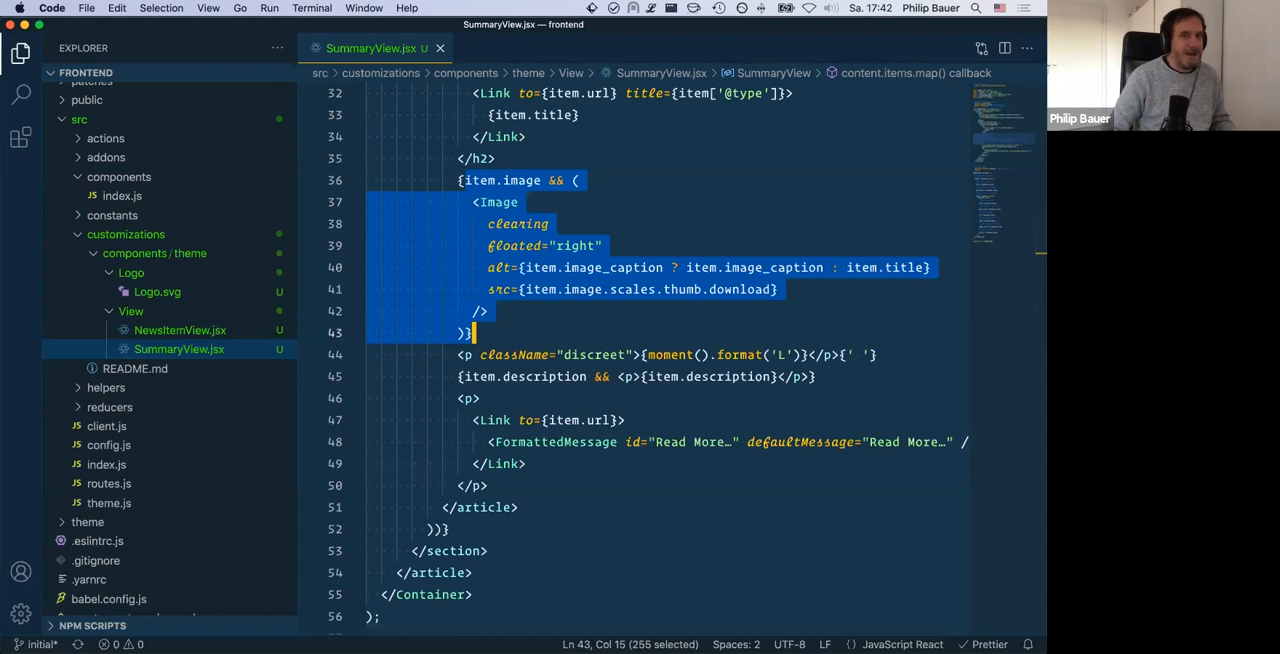 Code File Edit Selection View Go Run Terminal Window Help Sa. 17:42 Philip Bauer
SummaryView.jsx — frontend
EXPLORER ···
SummaryView.jsx U ×
FRONTEND
src > customizations > components > theme > View > SummaryView.jsx > SummaryView > content.items.map() callback
patches
public
src
actions
addons
components
JS index.js
constants
customizations
components / theme
Logo
Logo.svg U
View
NewsItemView.jsx U
SummaryView.jsx U
README.md
helpers
reducers
JS client.js
JS config.js
JS index.js
JS routes.js
JS theme.js
theme
.eslintrc.js
.gitignore
.yarnrc
babel.config.js
NPM SCRIPTS
32 <Link to={item.url} title={item['@type']}>
33 {item.title}
34 </Link>
35 </h2>
36 {item.image && (
37 <Image
38 clearing
39 floated="right"
40 alt={item.image_caption ? item.image_caption : item.title}
41 src={item.image.scales.thumb.download}
42 />
43 )}
44 <p className="discreet">{moment().format('L')}</p>{' '}
45 {item.description && <p>{item.description}</p>}
46 <p>
47 <Link to={item.url}>
48 <FormattedMessage id="Read More…" defaultMessage="Read More…" /
49 </Link>
50 </p>
51 </article>
52 ))}
53 </section>
54 </article>
55 </Container>
56 );
Philip Bauer
initial* 0 0 Ln 43, Col 15 (255 selected) Spaces: 2 UTF-8 LF {} JavaScript React Prettier